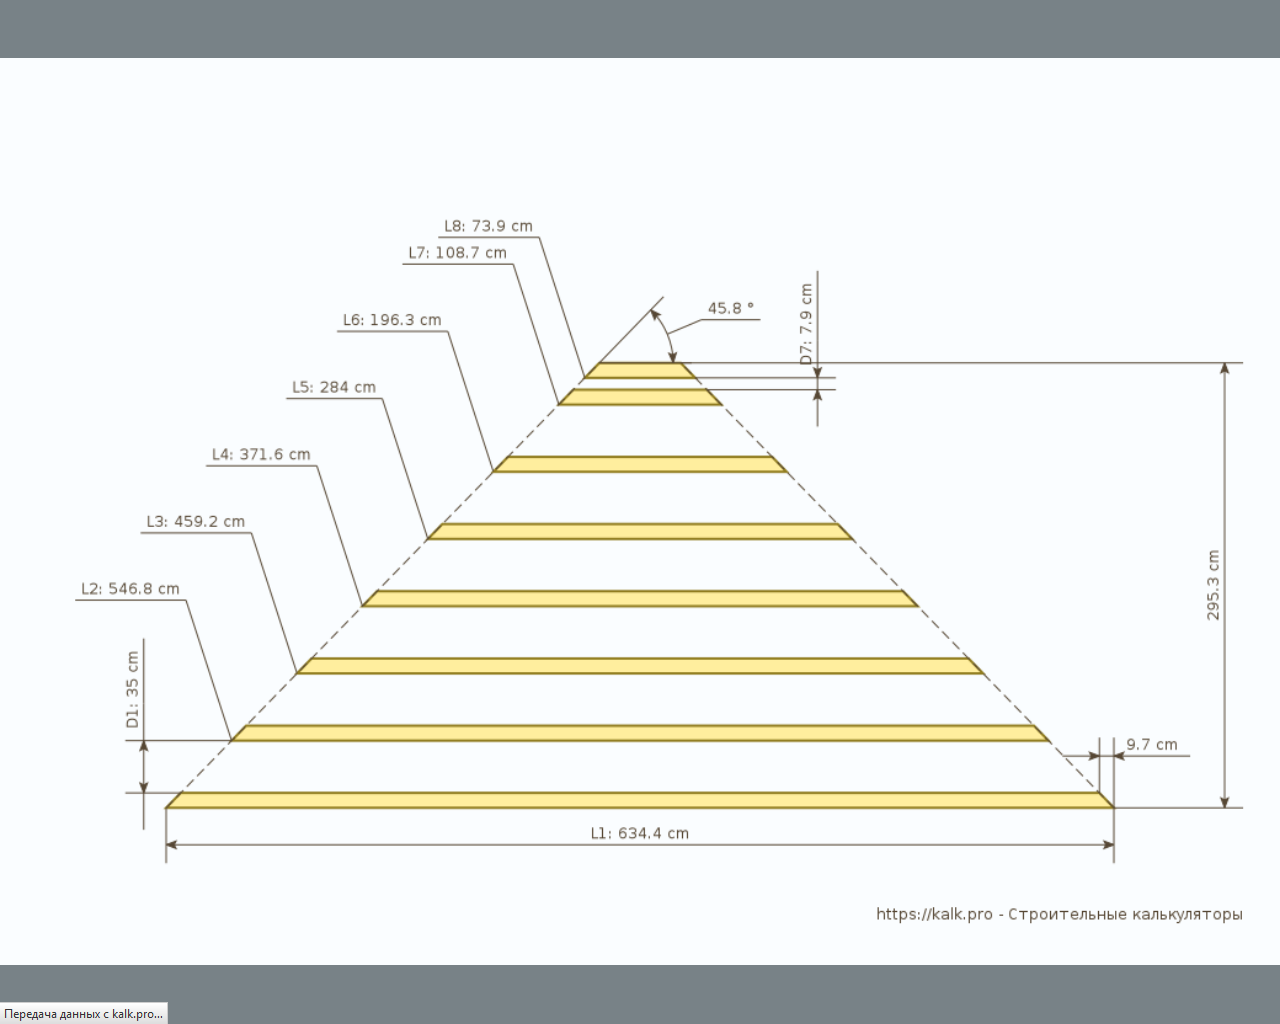 L8: 73.9 cm
L7: 108.7 cm
45.8 °
D7: 7.9 cm
L6: 196.3 cm
L5: 284 cm
L4: 371.6 cm
L3: 459.2 cm
295.3 cm
L2: 546.8 cm
D1: 35 cm
9.7 cm
L1: 634.4 cm
https://kalk.pro - Строительные калькуляторы
Передача данных с kalk.pro...